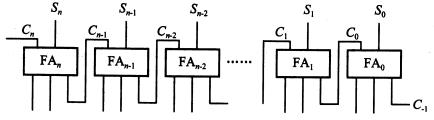 Sₙ Sₙ₋₁ Sₙ₋₂ S₁ S₀
Cₙ Cₙ₋₁ Cₙ₋₂ C₁ C₀
FAₙ FAₙ₋₁ FAₙ₋₂ ······ FA₁ FA₀
C₋₁